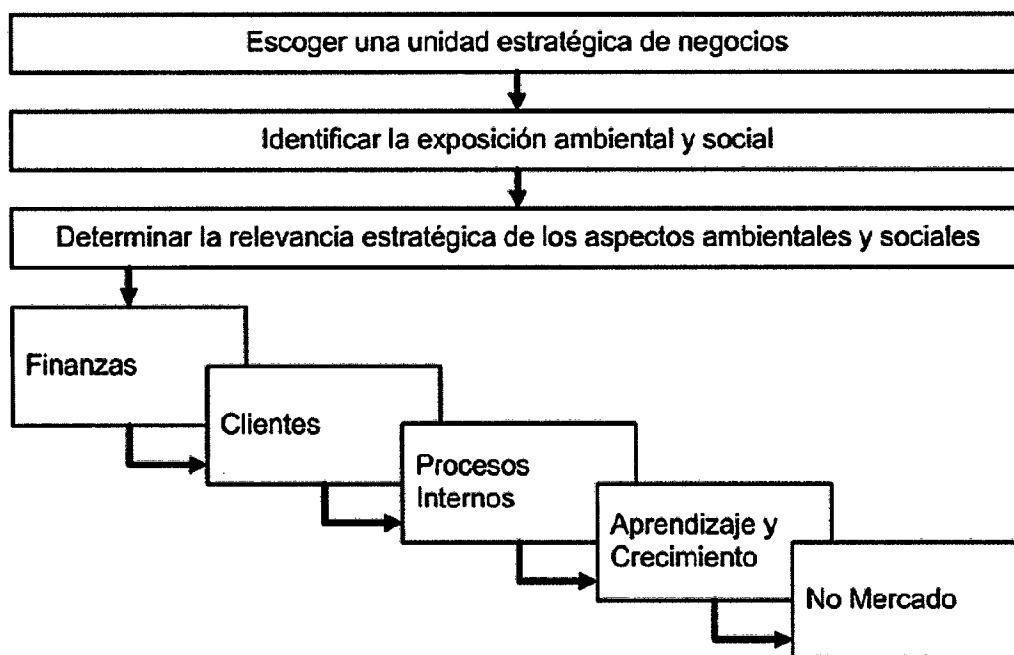 Escoger una unidad estratégica de negocios
Identificar la exposición ambiental y social
Determinar la relevancia estratégica de los aspectos ambientales y sociales
Finanzas
Clientes
Procesos
Internos
Aprendizaje y
Crecimiento
No Mercado